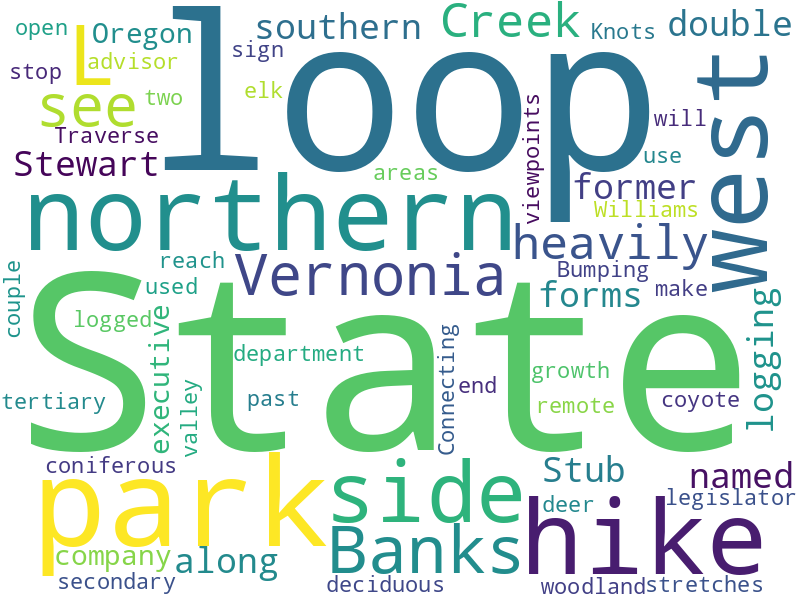 open
Oregon
southern
sign
Creek
Knots
double
L
loop
stop
advisor
see
two
elk
Traverse
viewpoints
will
west
Stewart
areas
use
northern
former
Williams
heavily
couple
reach
Vernonia
Bumping
used
forms
make
State
logged
executive
logging
department
Connecting
growth
tertiary
valley
past
end
remote
coyote
coniferous
park
side
Stub
named
deer
legislator
hike
company
along
Banks
secondary
deciduous
woodland
stretches